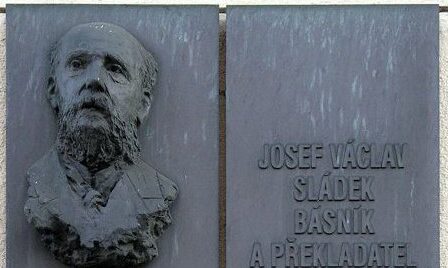 JOSEF VÁCLAV
SLÁDEK
BÁSNÍK
A PŘEKLADATEL